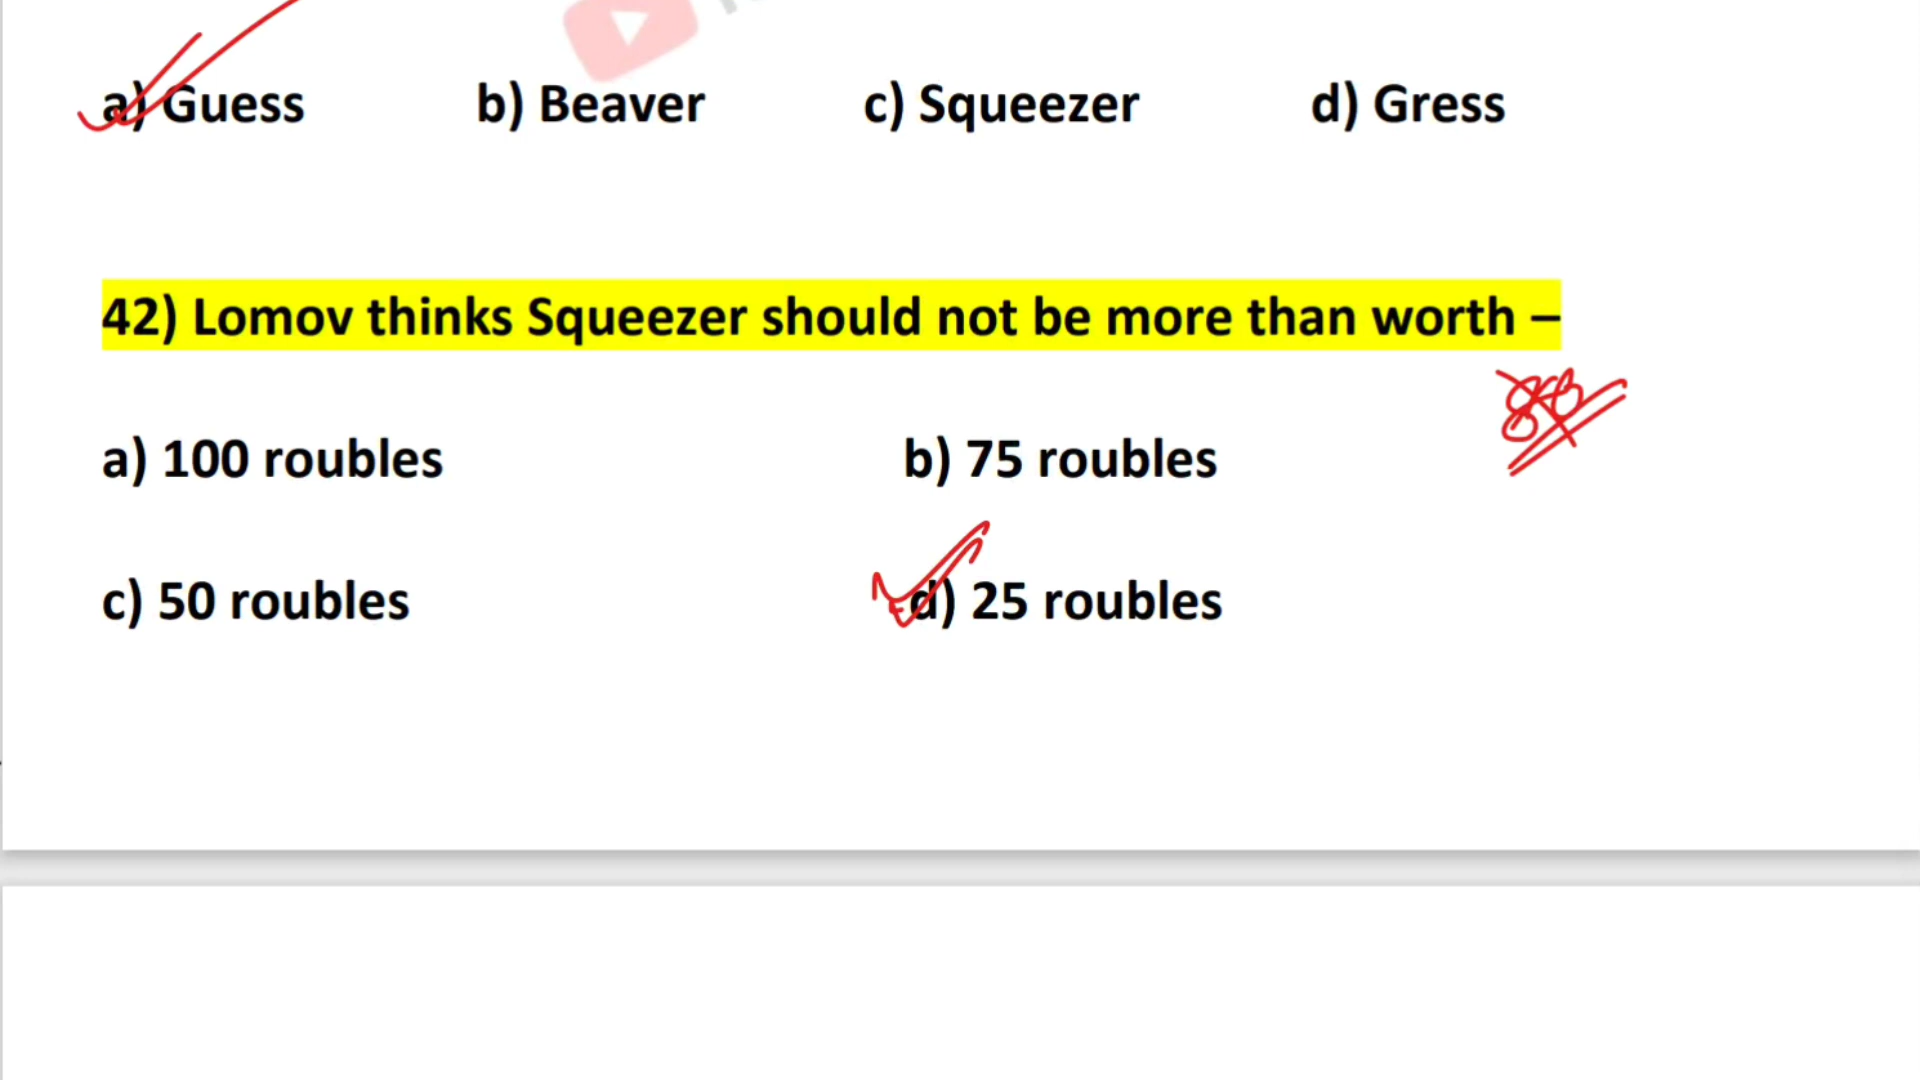 a) Guess b) Beaver c) Squeezer d) Gress
42) Lomov thinks Squeezer should not be more than worth –
a) 100 roubles b) 75 roubles
c) 50 roubles d) 25 roubles